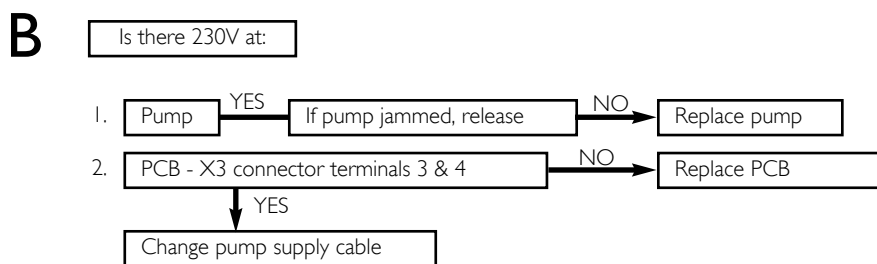 B Is there 230V at:
1. Pump YES If pump jammed, release NO Replace pump
2. PCB - X3 connector terminals 3 & 4 NO Replace PCB
YES
Change pump supply cable